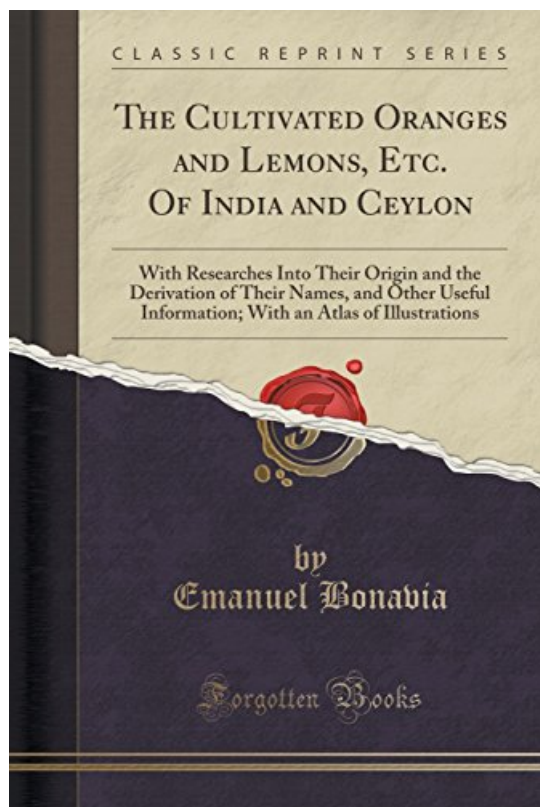 CLASSIC REPRINT SERIES
THE CULTIVATED ORANGES
AND LEMONS, ETC.
OF INDIA AND CEYLON
With Researches Into Their Origin and the
Derivation of Their Names, and Other Useful
Information; With an Atlas of Illustrations
by
Emanuel Bonavia
Forgotten Books